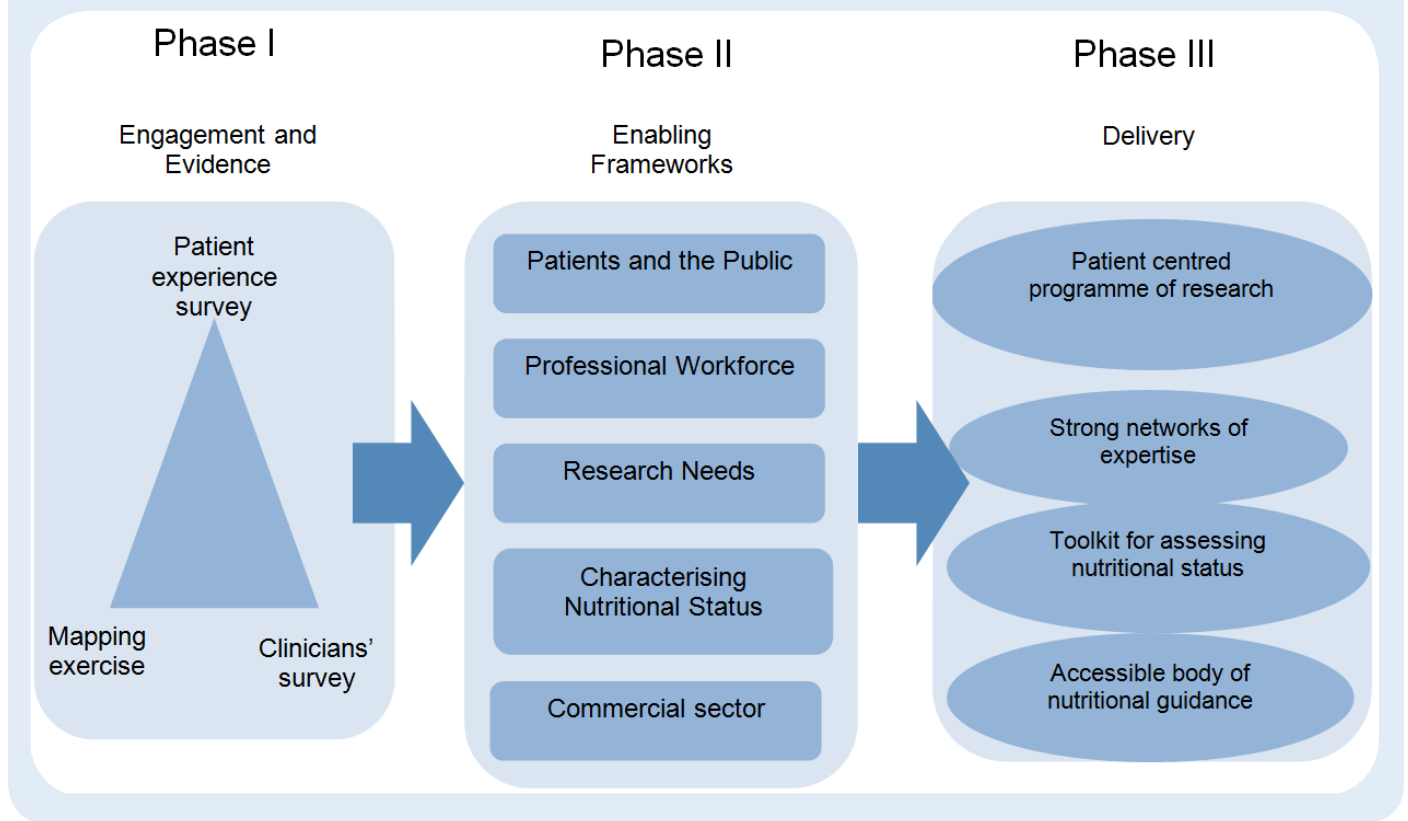 Phase I
Engagement and
Evidence
Patient
experience
survey
Mapping
exercise
Clinicians’
survey
Phase II
Enabling
Frameworks
Patients and the Public
Professional Workforce
Research Needs
Characterising
Nutritional Status
Commercial sector
Phase III
Delivery
Patient centred
programme of research
Strong networks of
expertise
Toolkit for assessing
nutritional status
Accessible body of
nutritional guidance